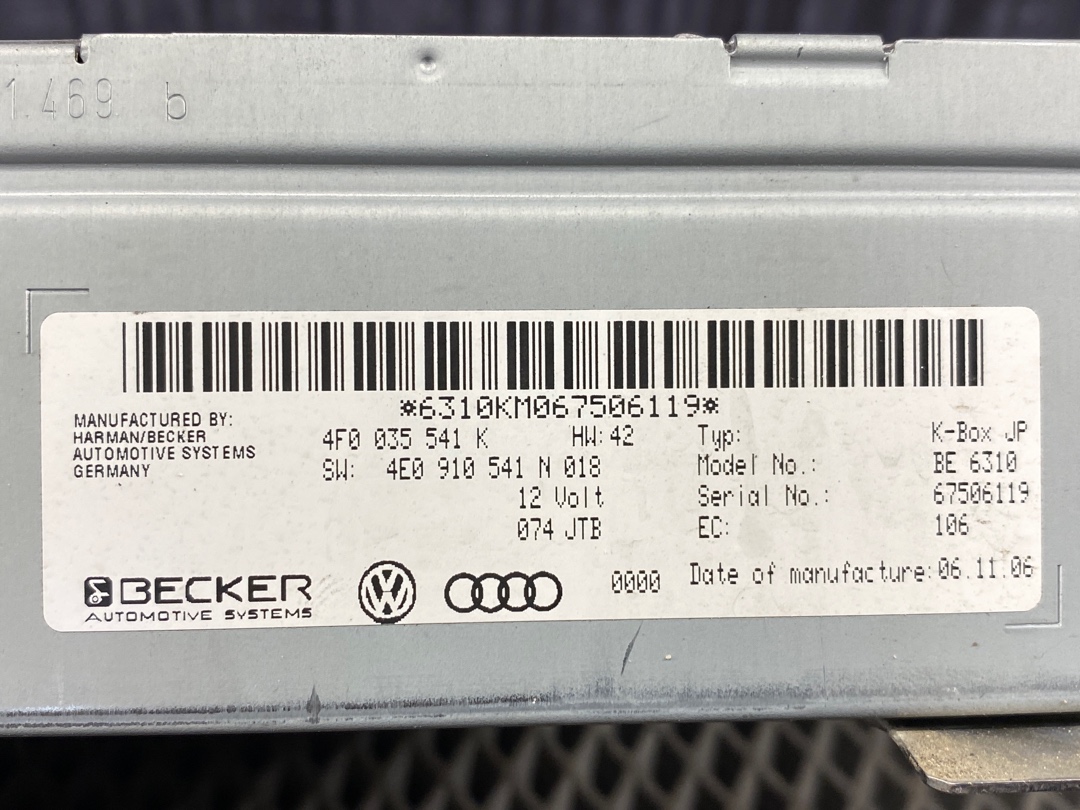 1.469 b
*6310KM067506119*
MANUFACTURED BY:
HARMAN/BECKER
AUTOMOTIVE SYSTEMS
GERMANY
4F0 035 541 K HW: 42
SW: 4E0 910 541 N 018
12 Volt
074 JTB
Typ: K-Box JP
Model No.: BE 6310
Serial No.: 67506119
EC: 106
BECKER
AUTOMOTIVE SYSTEMS
0000
Date of manufacture: 06.11.06